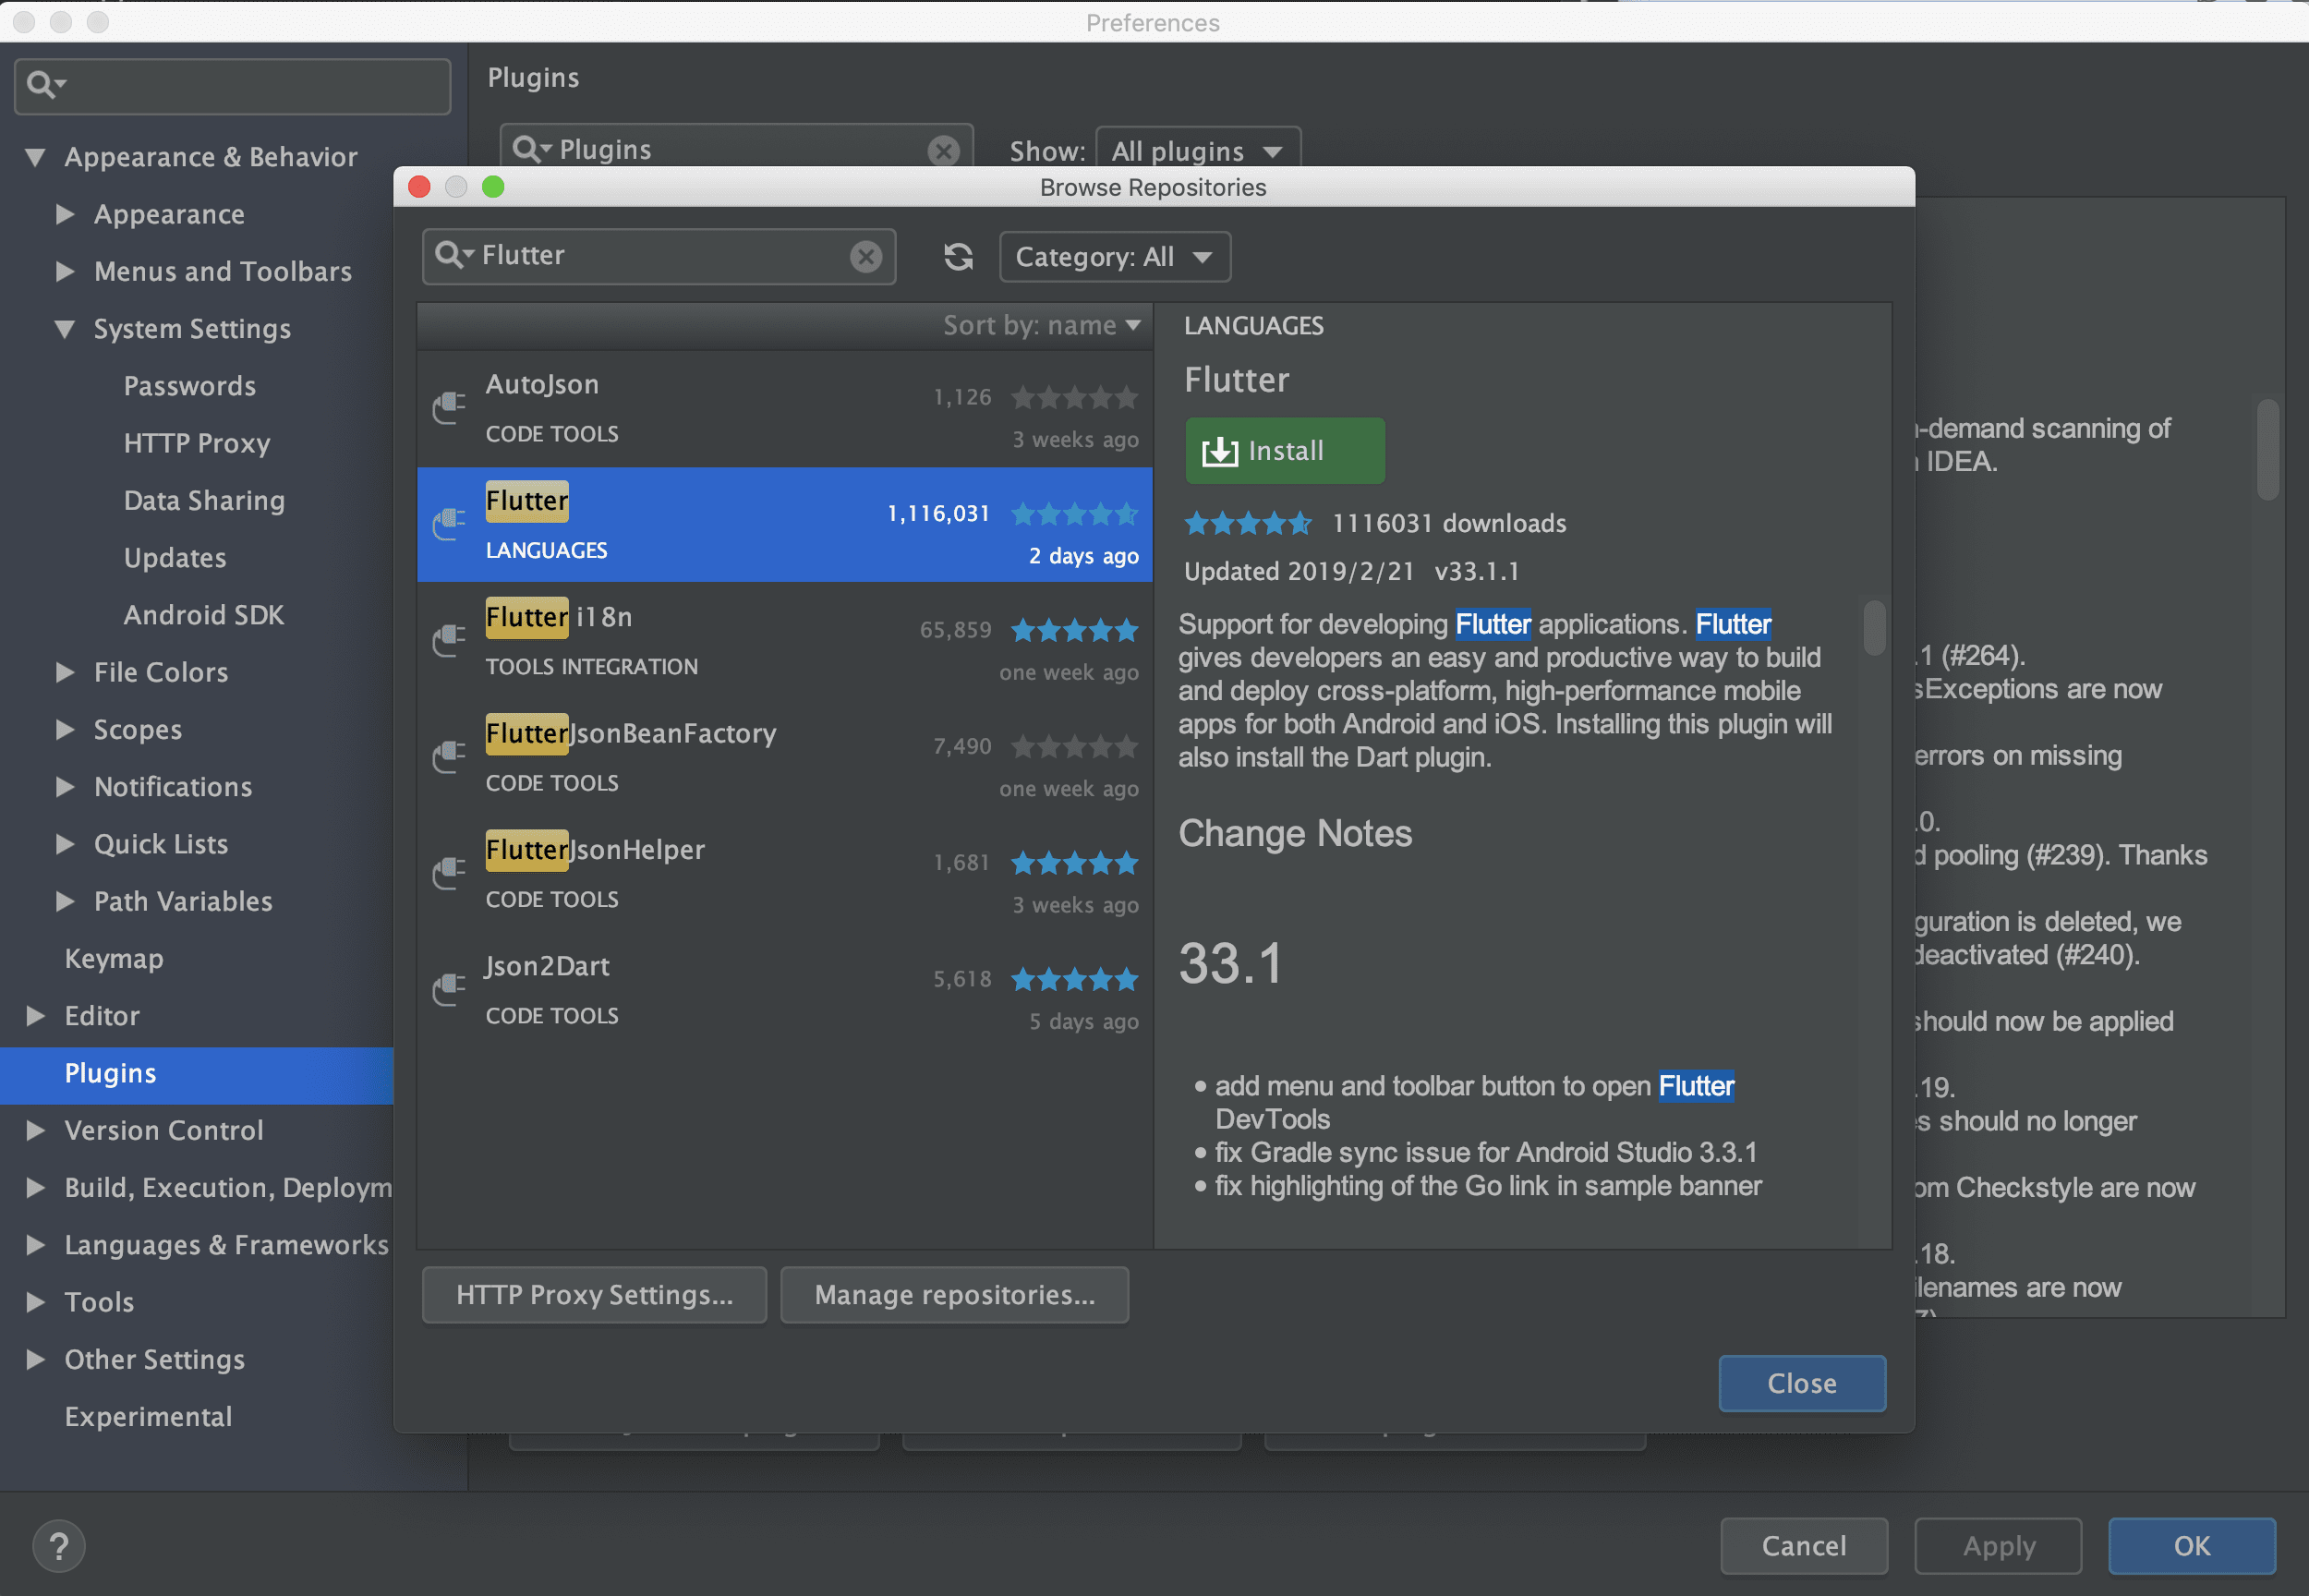 Preferences
Appearance & Behavior
Appearance
Menus and Toolbars
System Settings
Passwords
HTTP Proxy
Data Sharing
Updates
Android SDK
File Colors
Scopes
Notifications
Quick Lists
Path Variables
Keymap
Editor
Plugins
Version Control
Build, Execution, Deploym
Languages & Frameworks
Tools
Other Settings
Experimental
Plugins
Plugins
Show: All plugins
Browse Repositories
Flutter
Category: All
Sort by: name
AutoJson 1,126
CODE TOOLS 3 weeks ago
Flutter 1,116,031
LANGUAGES 2 days ago
Flutter i18n 65,859
TOOLS INTEGRATION one week ago
FlutterJsonBeanFactory 7,490
CODE TOOLS one week ago
FlutterJsonHelper 1,681
CODE TOOLS 3 weeks ago
Json2Dart 5,618
CODE TOOLS 5 days ago
LANGUAGES
Flutter
Install
1116031 downloads
Updated 2019/2/21 v33.1.1
Support for developing Flutter applications. Flutter
gives developers an easy and productive way to build
and deploy cross-platform, high-performance mobile
apps for both Android and iOS. Installing this plugin will
also install the Dart plugin.
Change Notes
33.1
• add menu and toolbar button to open Flutter
DevTools
• fix Gradle sync issue for Android Studio 3.3.1
• fix highlighting of the Go link in sample banner
HTTP Proxy Settings...
Manage repositories...
Close
-demand scanning of
IDEA.
.1 (#264).
sExceptions are now
errors on missing
.0.
d pooling (#239). Thanks
guration is deleted, we
deactivated (#240).
should now be applied
.19.
s should no longer
om Checkstyle are now
.18.
ilenames are now
?
Cancel
Apply
OK